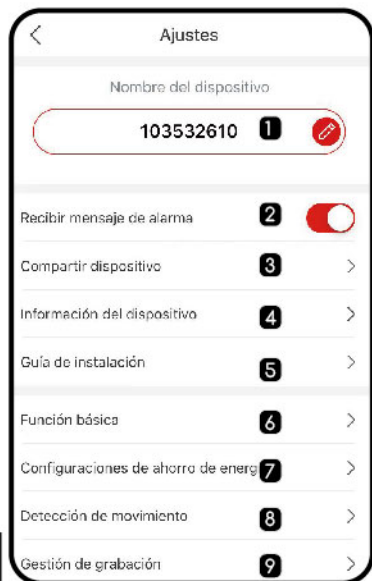 Ajustes
Nombre del dispositivo
103532610 1
Recibir mensaje de alarma 2
Compartir dispositivo 3
Información del dispositivo 4
Guía de instalación 5
Función básica 6
Configuraciones de ahorro de energ 7
Detección de movimiento 8
Gestión de grabación 9